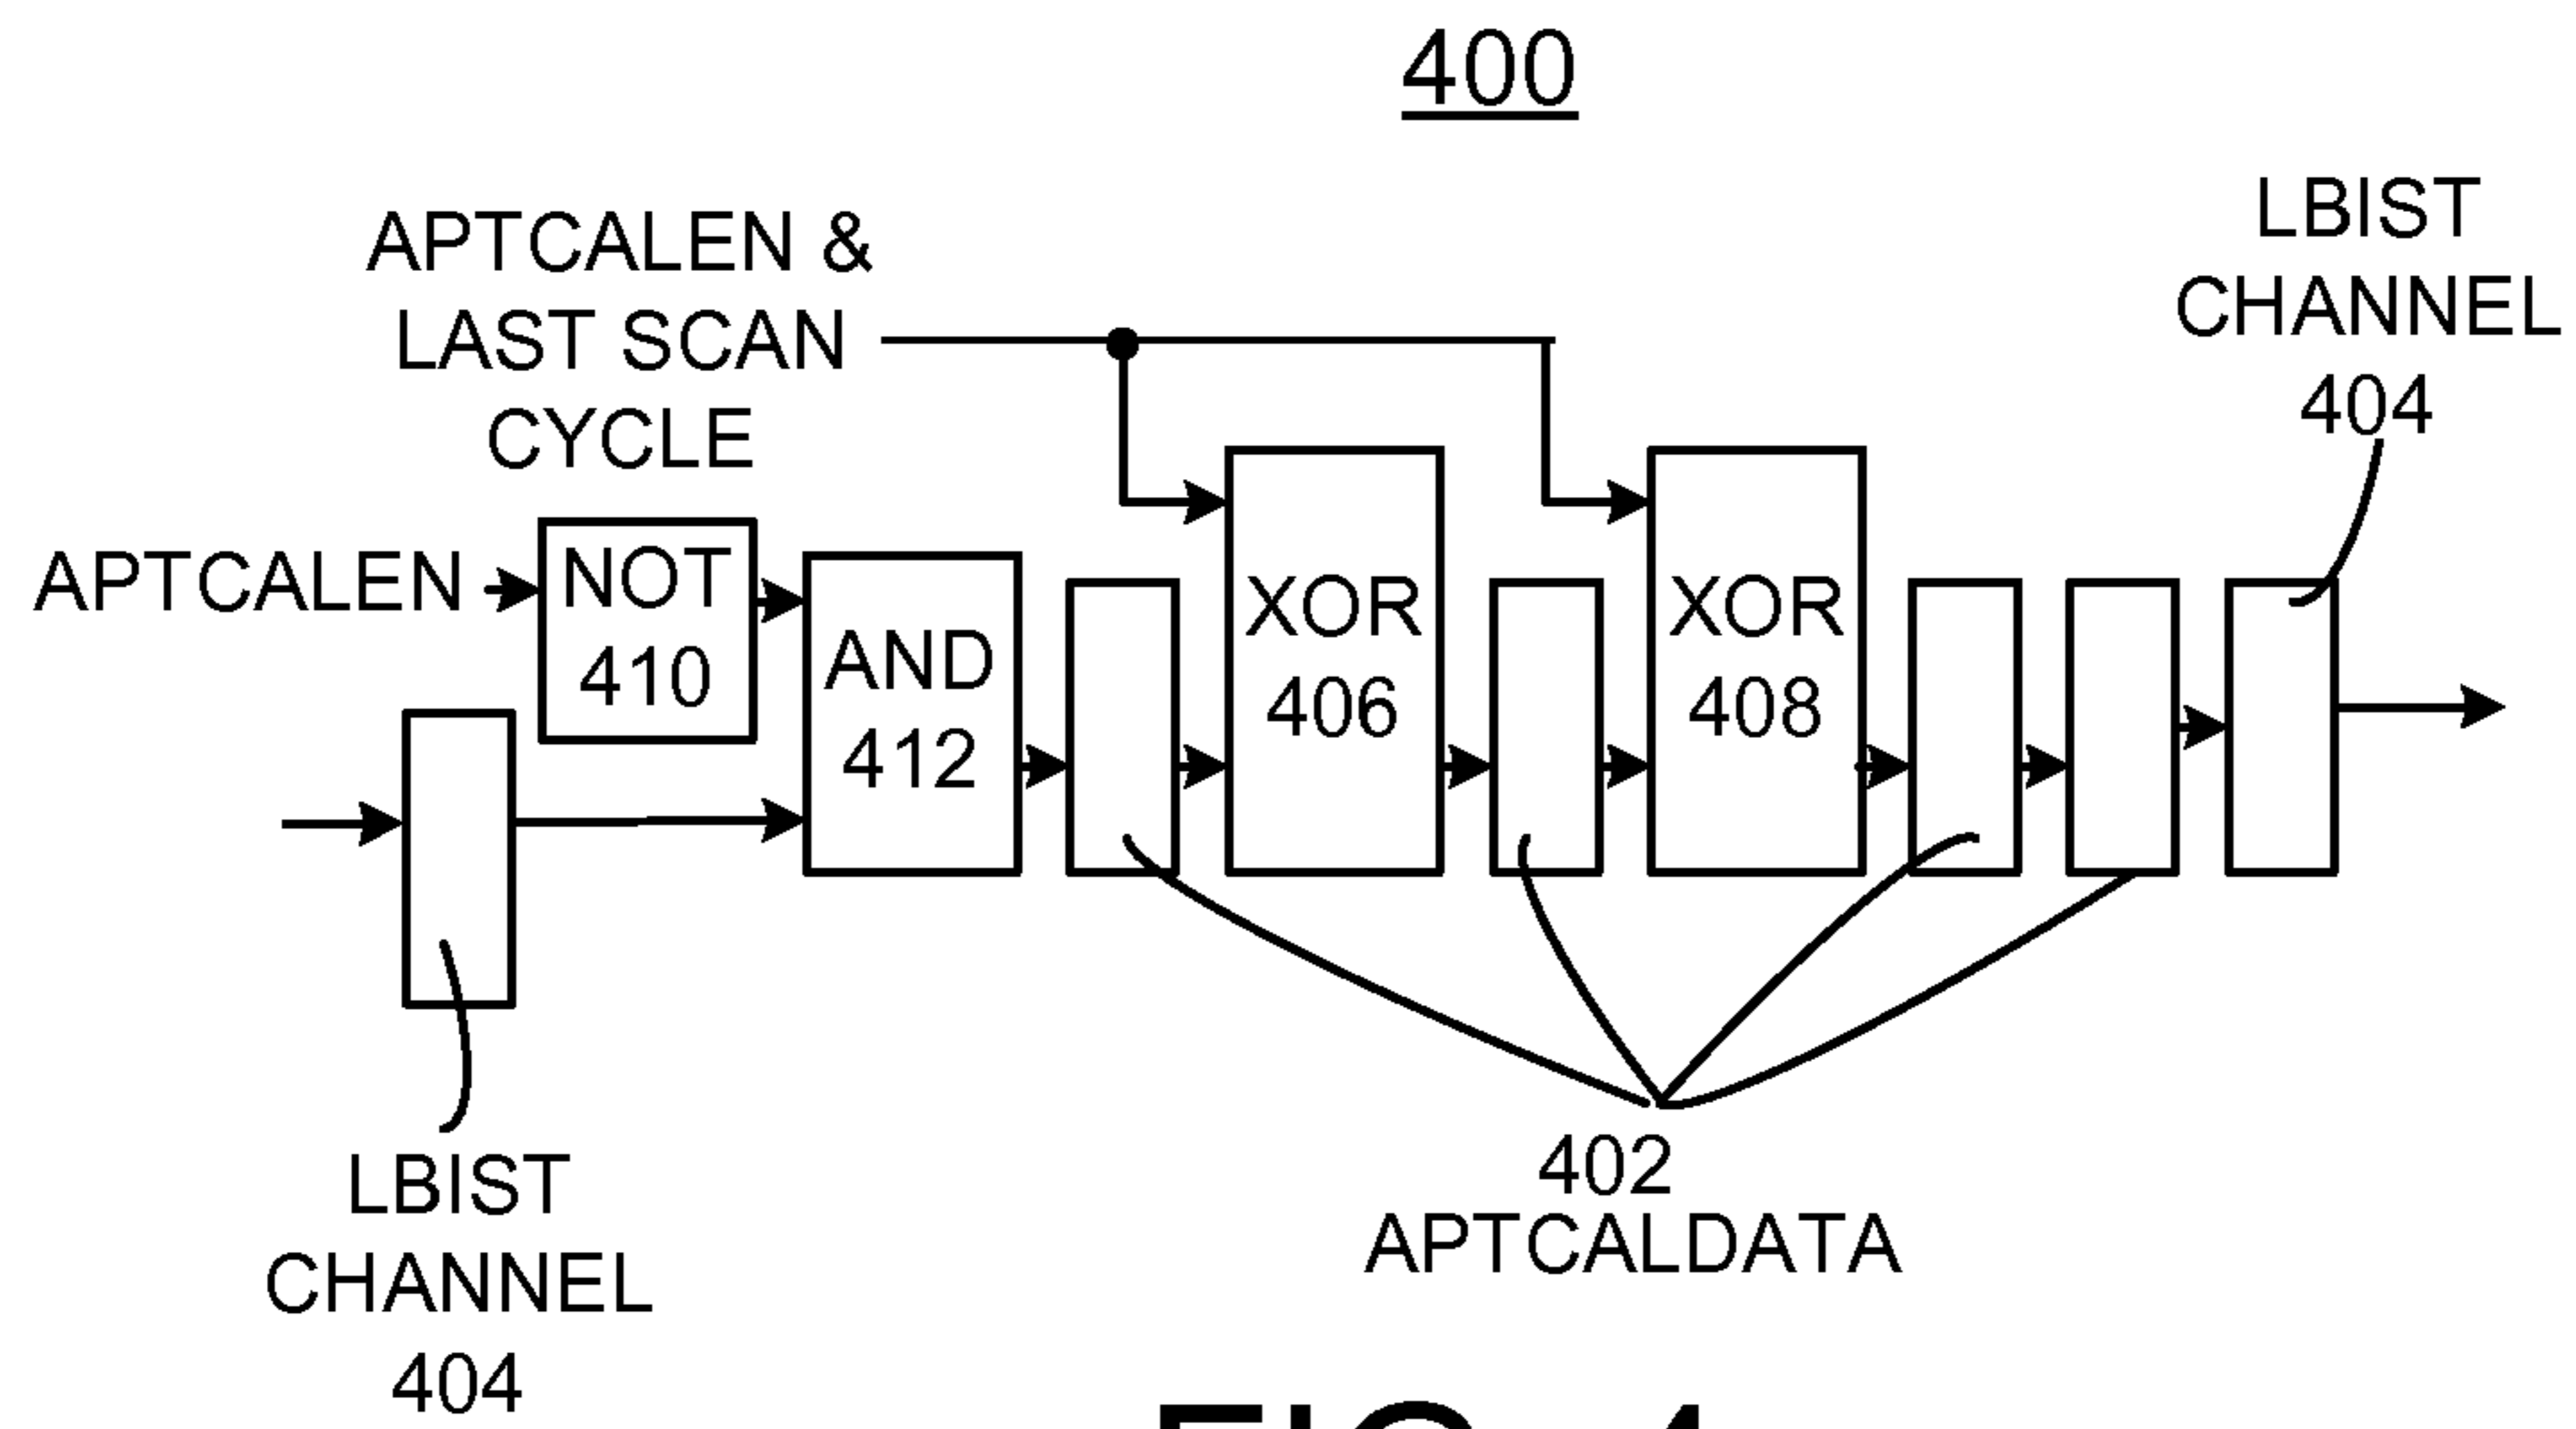 400
APTCALEN &
LAST SCAN
CYCLE
LBIST
CHANNEL
404
APTCALEN
NOT
410
AND
412
XOR
406
XOR
408
LBIST
CHANNEL
404
402
APTCALDATA